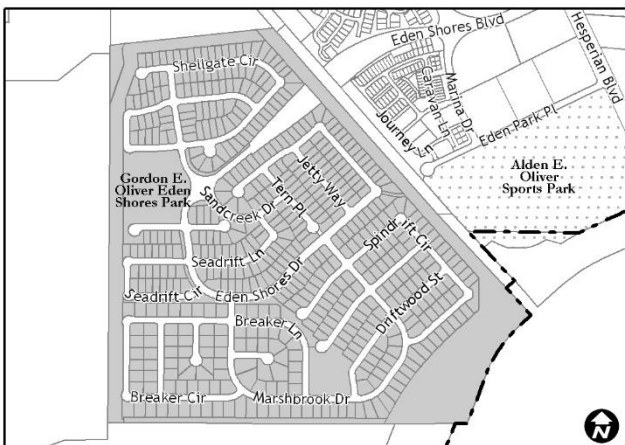 Eden Shores Blvd
Hesperian Blvd
Shellgate Cir
Caravan Ln
Marina Dr
Journey Ln
Eden Park Pl
Alden E.
Oliver
Sports Park
Gordon E.
Oliver Eden
Shores Park
Jetty Way
Tern Pl
Sandcreek Dr
Spindrift Cir
Seadrift Ln
Eden Shores Dr
Seadrift Cir
Driftwood St
Breaker Ln
Breaker Cir
Marshbrook Dr
N